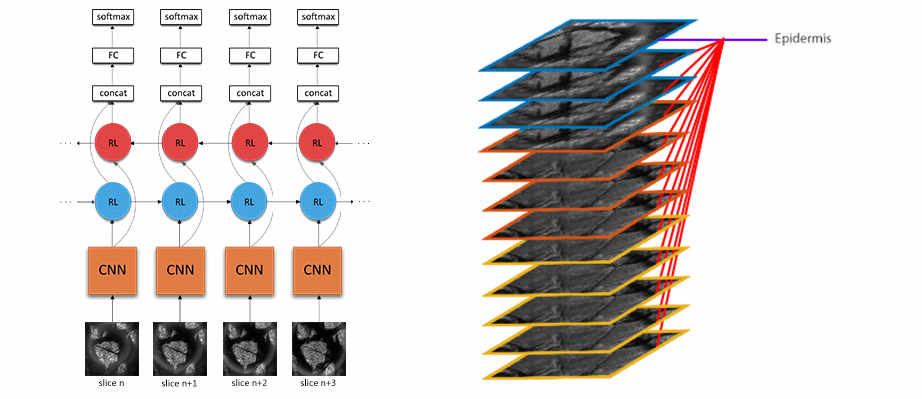 softmax softmax softmax softmax
FC FC FC FC
concat concat concat concat
RL RL RL RL
RL RL RL RL
CNN CNN CNN CNN
slice n slice n+1 slice n+2 slice n+3
Epidermis